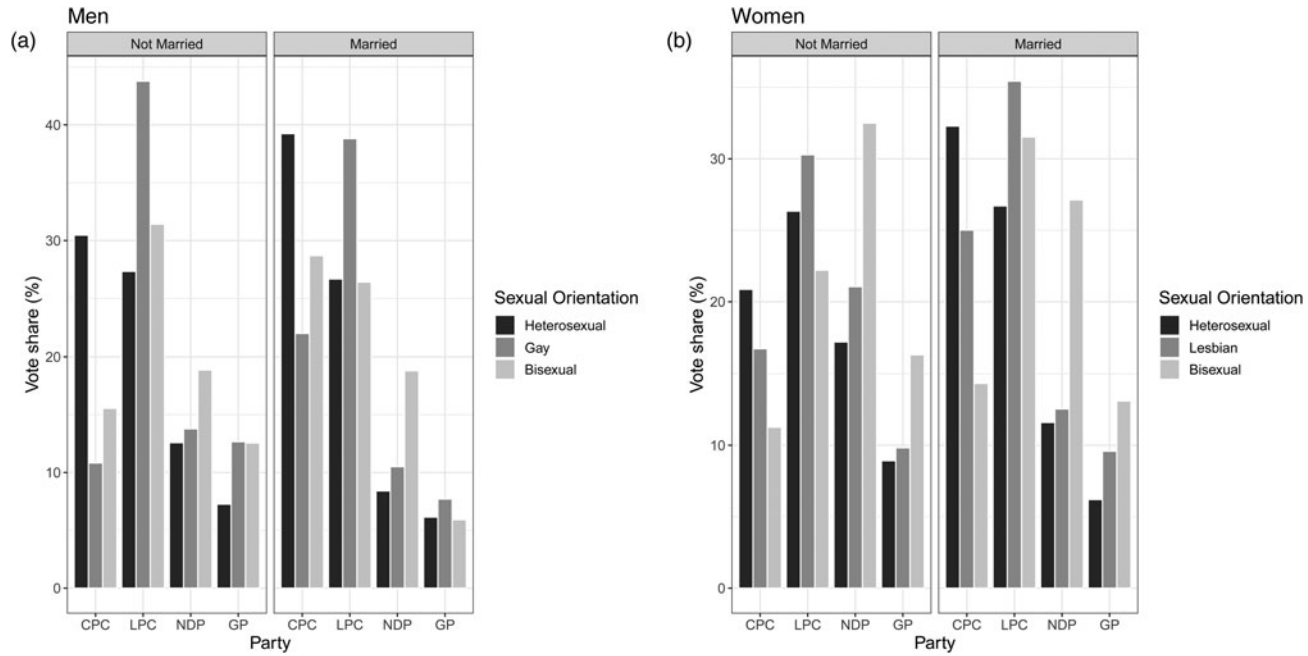 Men
(a)
Not Married
Married
Vote share (%)
40
30
20
10
0
CPC LPC NDP GP
CPC LPC NDP GP
Party
Sexual Orientation
Heterosexual
Gay
Bisexual
Women
(b)
Not Married
Married
Vote share (%)
30
20
10
0
CPC LPC NDP GP
CPC LPC NDP GP
Party
Sexual Orientation
Heterosexual
Lesbian
Bisexual